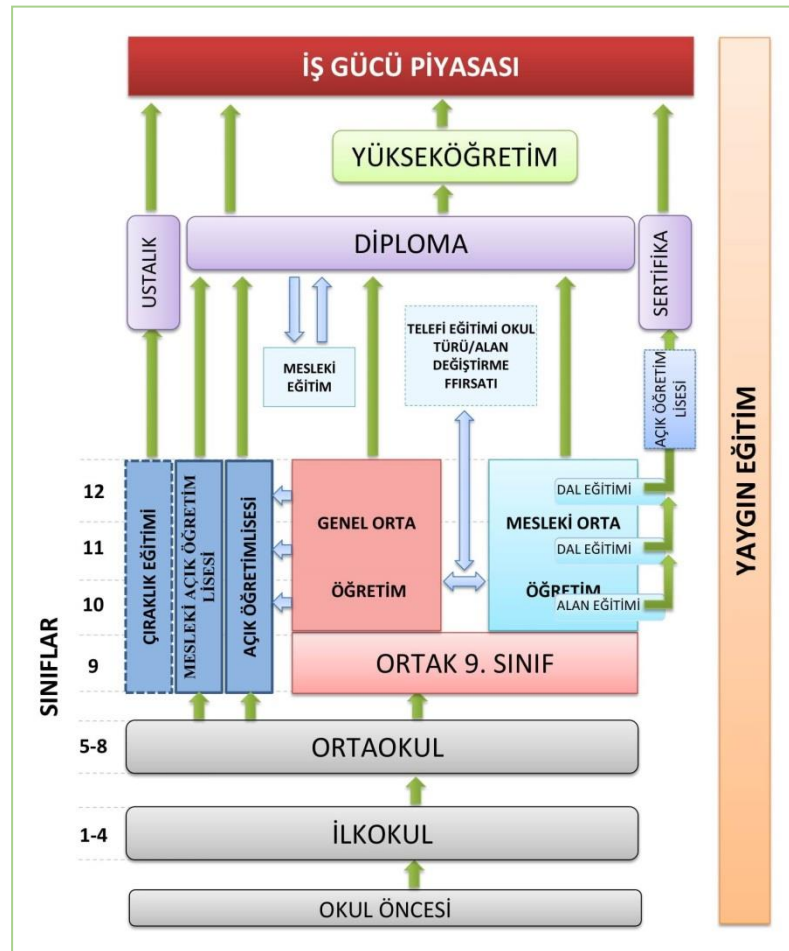 İŞ GÜCÜ PİYASASI
YÜKSEKÖĞRETİM
USTALIK
DİPLOMA
SERTİFİKA
MESLEKİ
EĞİTİM
TELEFİ EĞİTİMİ OKUL
TÜRÜ/ALAN
DEĞİŞTİRME
FFIRSATI
AÇIK ÖĞRETİM
LİSESİ
YAYGIN EĞİTİM
SINIFLAR
12
11
10
9
5-8
1-4
ÇIRAKLIK EĞİTİMİ
MESLEKİ AÇIK ÖĞRETİM
LİSESİ
AÇIK ÖĞRETİMLİSESİ
GENEL ORTA
ÖĞRETİM
MESLEKİ ORTA
ÖĞRETİM
DAL EĞİTİMİ
DAL EĞİTİMİ
ALAN EĞİTİMİ
ORTAK 9. SINIF
ORTAOKUL
İLKOKUL
OKUL ÖNCESİ